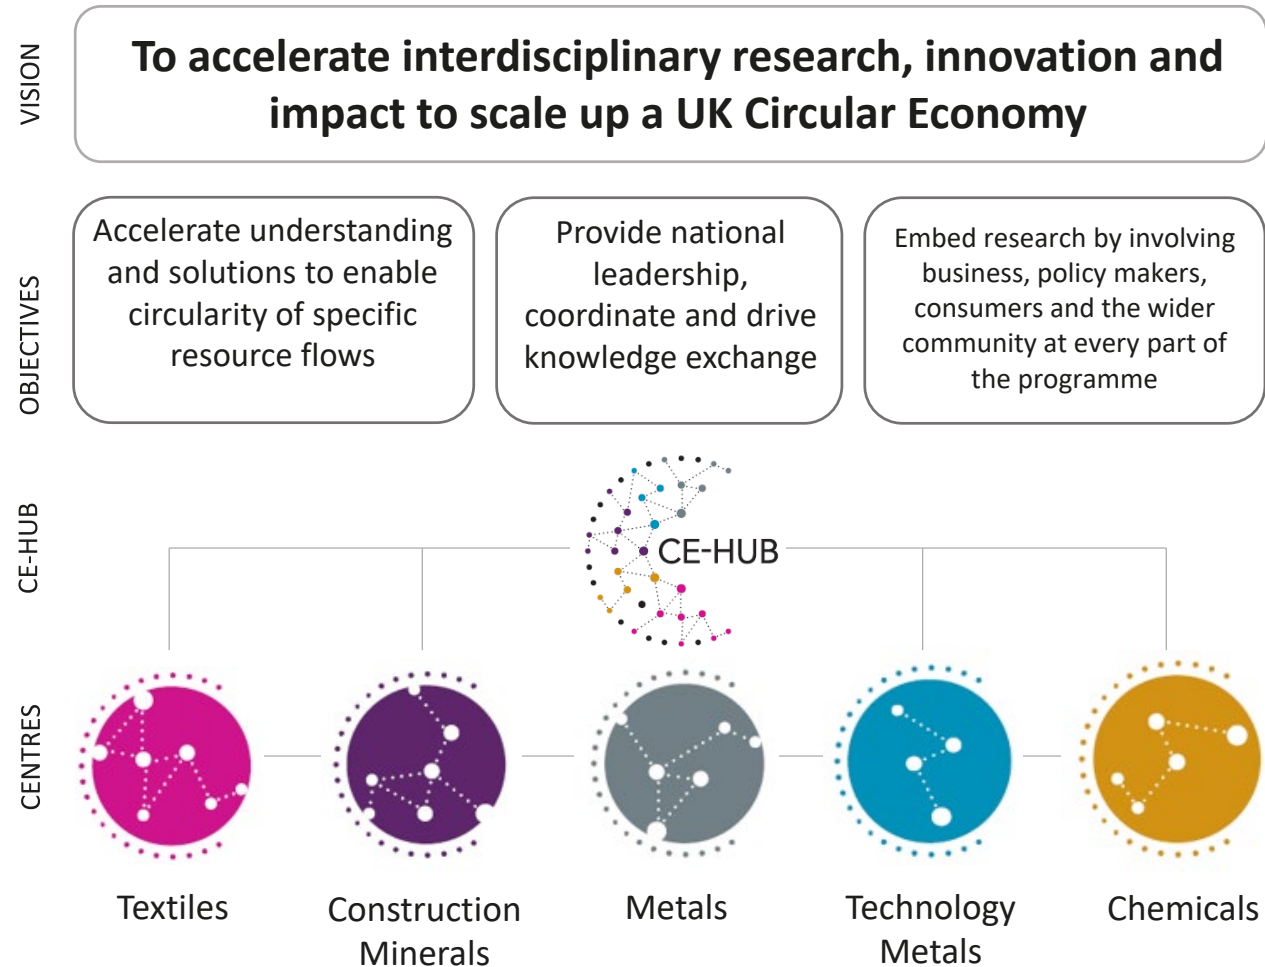 VISION
To accelerate interdisciplinary research, innovation and
impact to scale up a UK Circular Economy
OBJECTIVES
Accelerate understanding
and solutions to enable
circularity of specific
resource flows
Provide national
leadership,
coordinate and drive
knowledge exchange
Embed research by involving
business, policy makers,
consumers and the wider
community at every part of
the programme
CE-HUB
CE-HUB
CENTRES
Textiles
Construction
Minerals
Metals
Technology
Metals
Chemicals